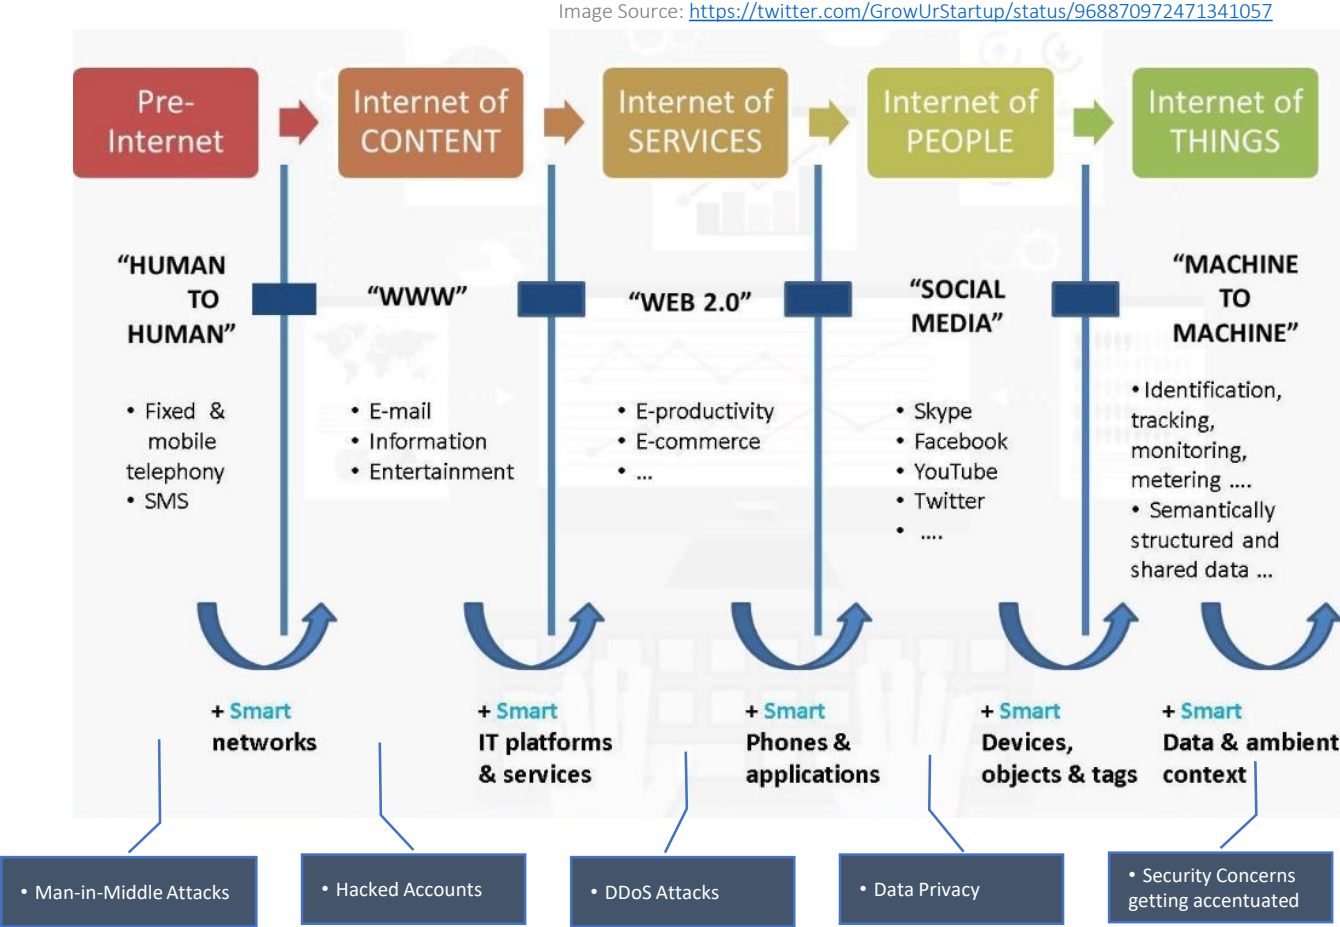 Image Source: https://twitter.com/GrowUrStartup/status/968870972471341057
Pre-
Internet
Internet of
CONTENT
Internet of
SERVICES
Internet of
PEOPLE
Internet of
THINGS
“HUMAN
TO
HUMAN”
“WWW”
“WEB 2.0”
“SOCIAL
MEDIA”
“MACHINE
TO
MACHINE”
• Fixed &
mobile
telephony
• SMS
• E-mail
• Information
• Entertainment
• E-productivity
• E-commerce
• ...
• Skype
• Facebook
• YouTube
• Twitter
• ....
• Identification,
tracking,
monitoring,
metering ....
• Semantically
structured and
shared data ...
+ Smart
networks
+ Smart
IT platforms
& services
+ Smart
Phones &
applications
+ Smart
Devices,
objects & tags
+ Smart
Data & ambient
context
• Man-in-Middle Attacks
• Hacked Accounts
• DDoS Attacks
• Data Privacy
• Security Concerns
getting accentuated